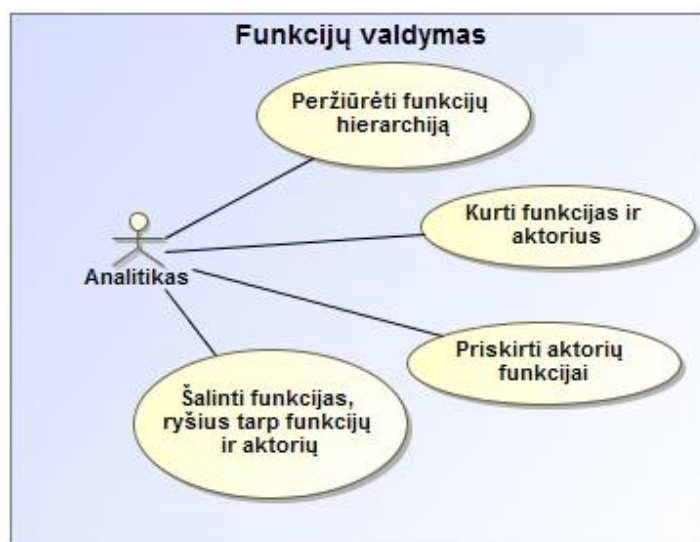 Funkcijų valdymas
Peržiūrėti funkcijų
hierarchiją
Kurti funkcijas ir
aktorius
Analitikas
Priskirti aktorių
funkcijai
Šalinti funkcijas,
ryšius tarp funkcijų
ir aktorių